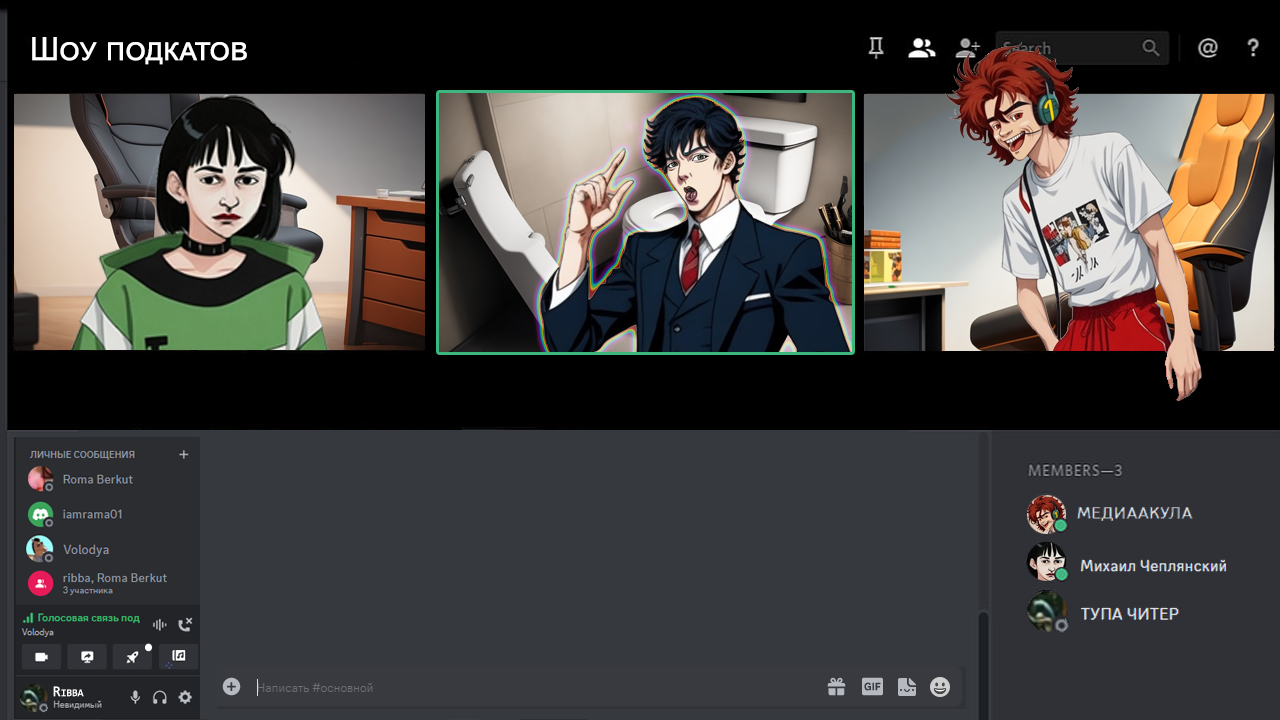 Шоу подкатов
Search
ЛИЧНЫЕ СООБЩЕНИЯ
Roma Berkut
iamrama01
Volodya
ribba, Roma Berkut
3 участника
Голосовая связь под
Volodya
Ribba
Невидимый
Написать #основной
GIF
MEMBERS—3
МЕДИААКУЛА
Михаил Чеплянский
ТУПА ЧИТЕР